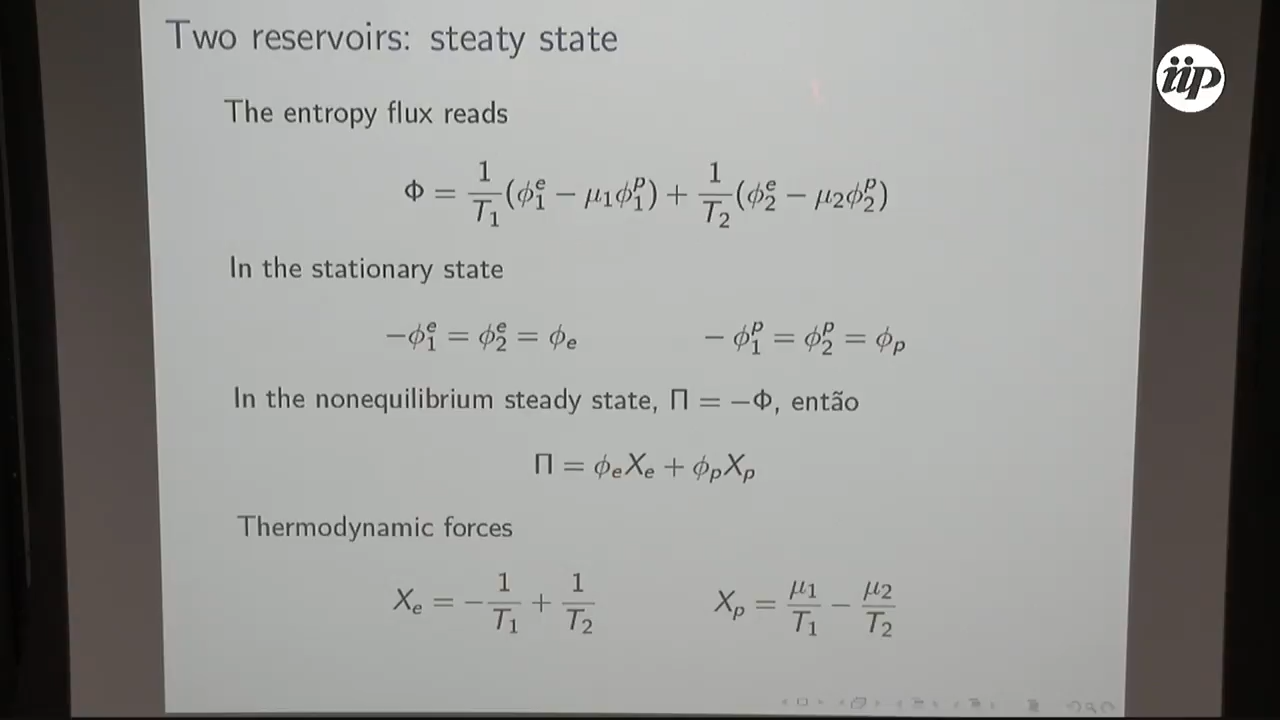 Two reservoirs: steaty state
iip
The entropy flux reads
Φ = 1/T₁ (ϕ₁ᵉ − μ₁ϕ₁ᵖ) + 1/T₂ (ϕ₂ᵉ − μ₂ϕ₂ᵖ)
In the stationary state
−ϕ₁ᵉ = ϕ₂ᵉ = ϕₑ    − ϕ₁ᵖ = ϕ₂ᵖ = ϕₚ
In the nonequilibrium steady state, Π = −Φ, então
Π = ϕₑXₑ + ϕₚXₚ
Thermodynamic forces
Xₑ = − 1/T₁ + 1/T₂    Xₚ = μ₁/T₁ − μ₂/T₂